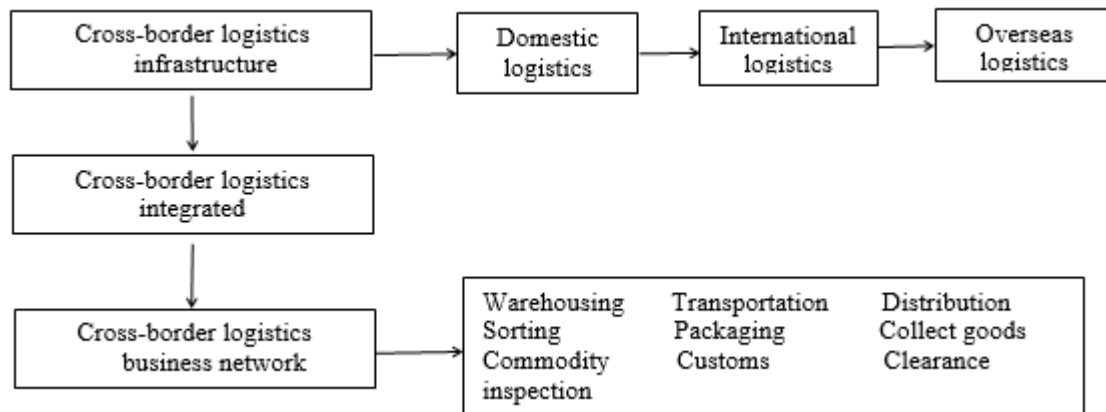 Cross-border logistics
infrastructure
Domestic
logistics
International
logistics
Overseas
logistics
Cross-border logistics
integrated
Cross-border logistics
business network
Warehousing Transportation Distribution
Sorting Packaging Collect goods
Commodity Customs Clearance
inspection